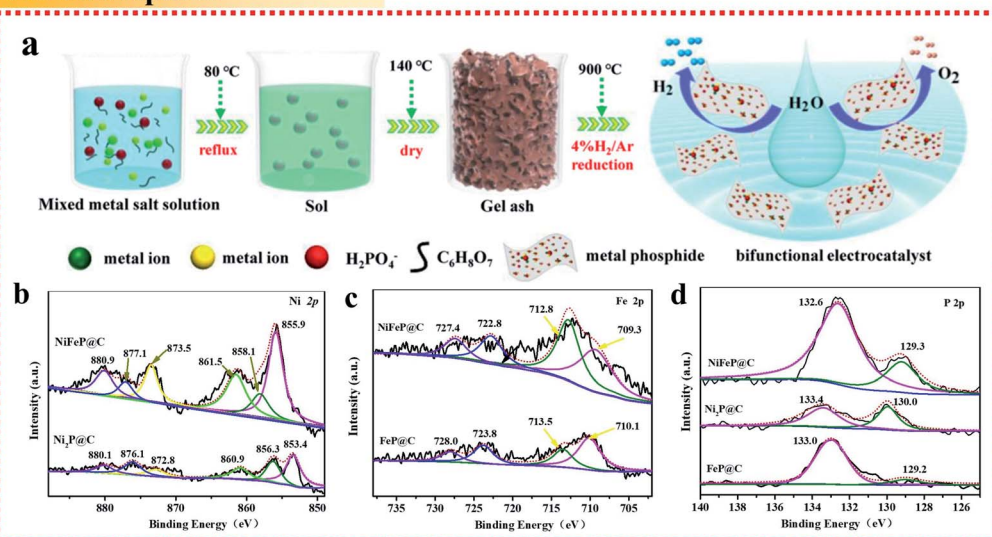 a
80 °C
140 °C
900 °C
reflux
dry
4%H₂/Ar
reduction
H₂
H₂O
O₂
Mixed metal salt solution
Sol
Gel ash
metal ion
metal ion
H₂PO₄⁻
C₆H₈O₇
metal phosphide
bifunctional electrocatalyst
b
Ni 2p
NiFeP@C
880.9
877.1
873.5
861.5
858.1
855.9
Ni₂P@C
880.1
876.1
872.8
860.9
856.3
853.4
Intensity (a.u.)
880
870
860
850
Binding Energy (eV)
c
Fe 2p
NiFeP@C
727.4
722.8
712.8
709.3
FeP@C
728.0
723.8
713.5
710.1
Intensity (a.u.)
735
730
725
720
715
710
705
Binding Energy (eV)
d
P 2p
132.6
129.3
NiFeP@C
133.4
130.0
Ni₂P@C
133.0
129.2
FeP@C
Intensity (a.u.)
140
138
136
134
132
130
128
126
Binding Energy (eV)